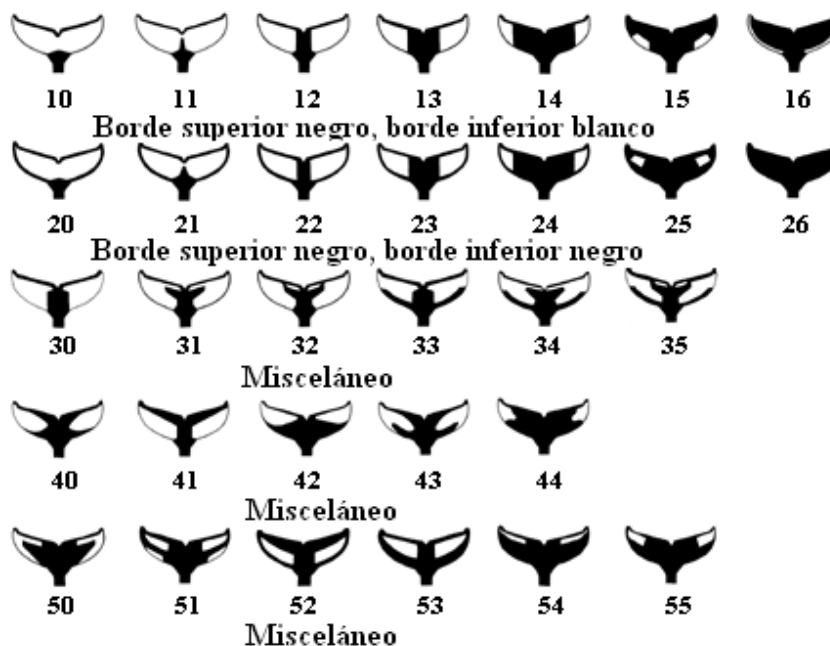 10 11 12 13 14 15 16
Borde superior negro, borde inferior blanco
20 21 22 23 24 25 26
Borde superior negro, borde inferior negro
30 31 32 33 34 35
Misceláneo
40 41 42 43 44
Misceláneo
50 51 52 53 54 55
Misceláneo